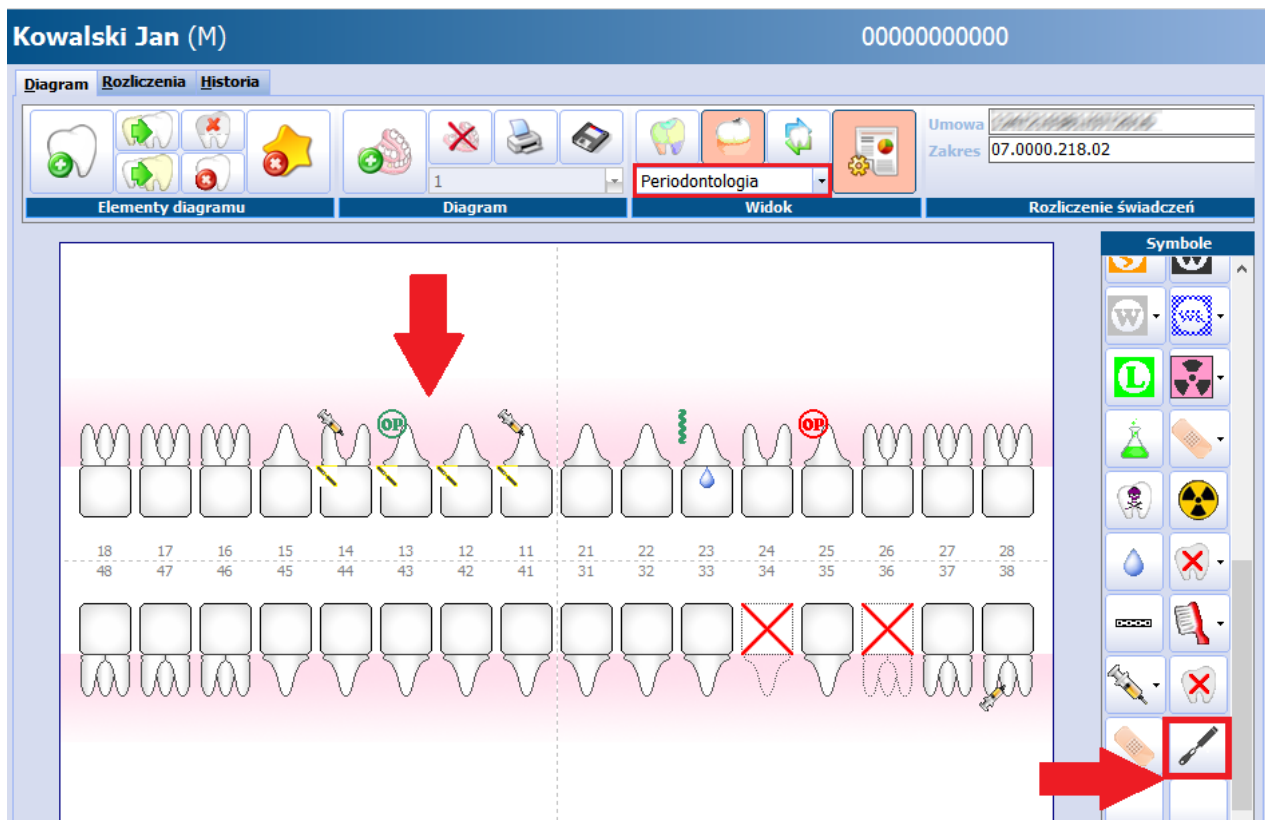 Kowalski Jan (M) 00000000000
Diagram Rozliczenia Historia
Umowa
Zakres 07.0000.218.02
1 Periodontologia
Elementy diagramu Diagram Widok Rozliczenie świadczeń
Symbole
S W
W
L
OP OP
18 17 16 15 14 13 12 11 21 22 23 24 25 26 27 28
48 47 46 45 44 43 42 41 31 32 33 34 35 36 37 38